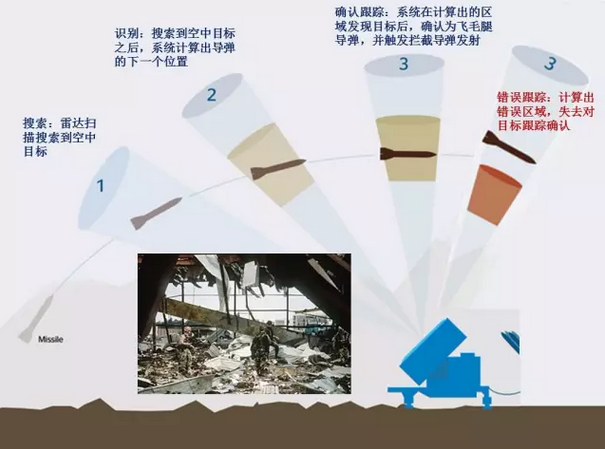 确认跟踪：系统在计算出的区
域发现目标后，确认为飞毛腿
导弹，并触发拦截导弹发射
识别：搜索到空中目标
之后，系统计算出导弹
的下一个位置
3
3
错误跟踪：计算出
错误区域，失去对
目标跟踪确认
2
搜索：雷达扫
描搜索到空中
目标
1
Missile